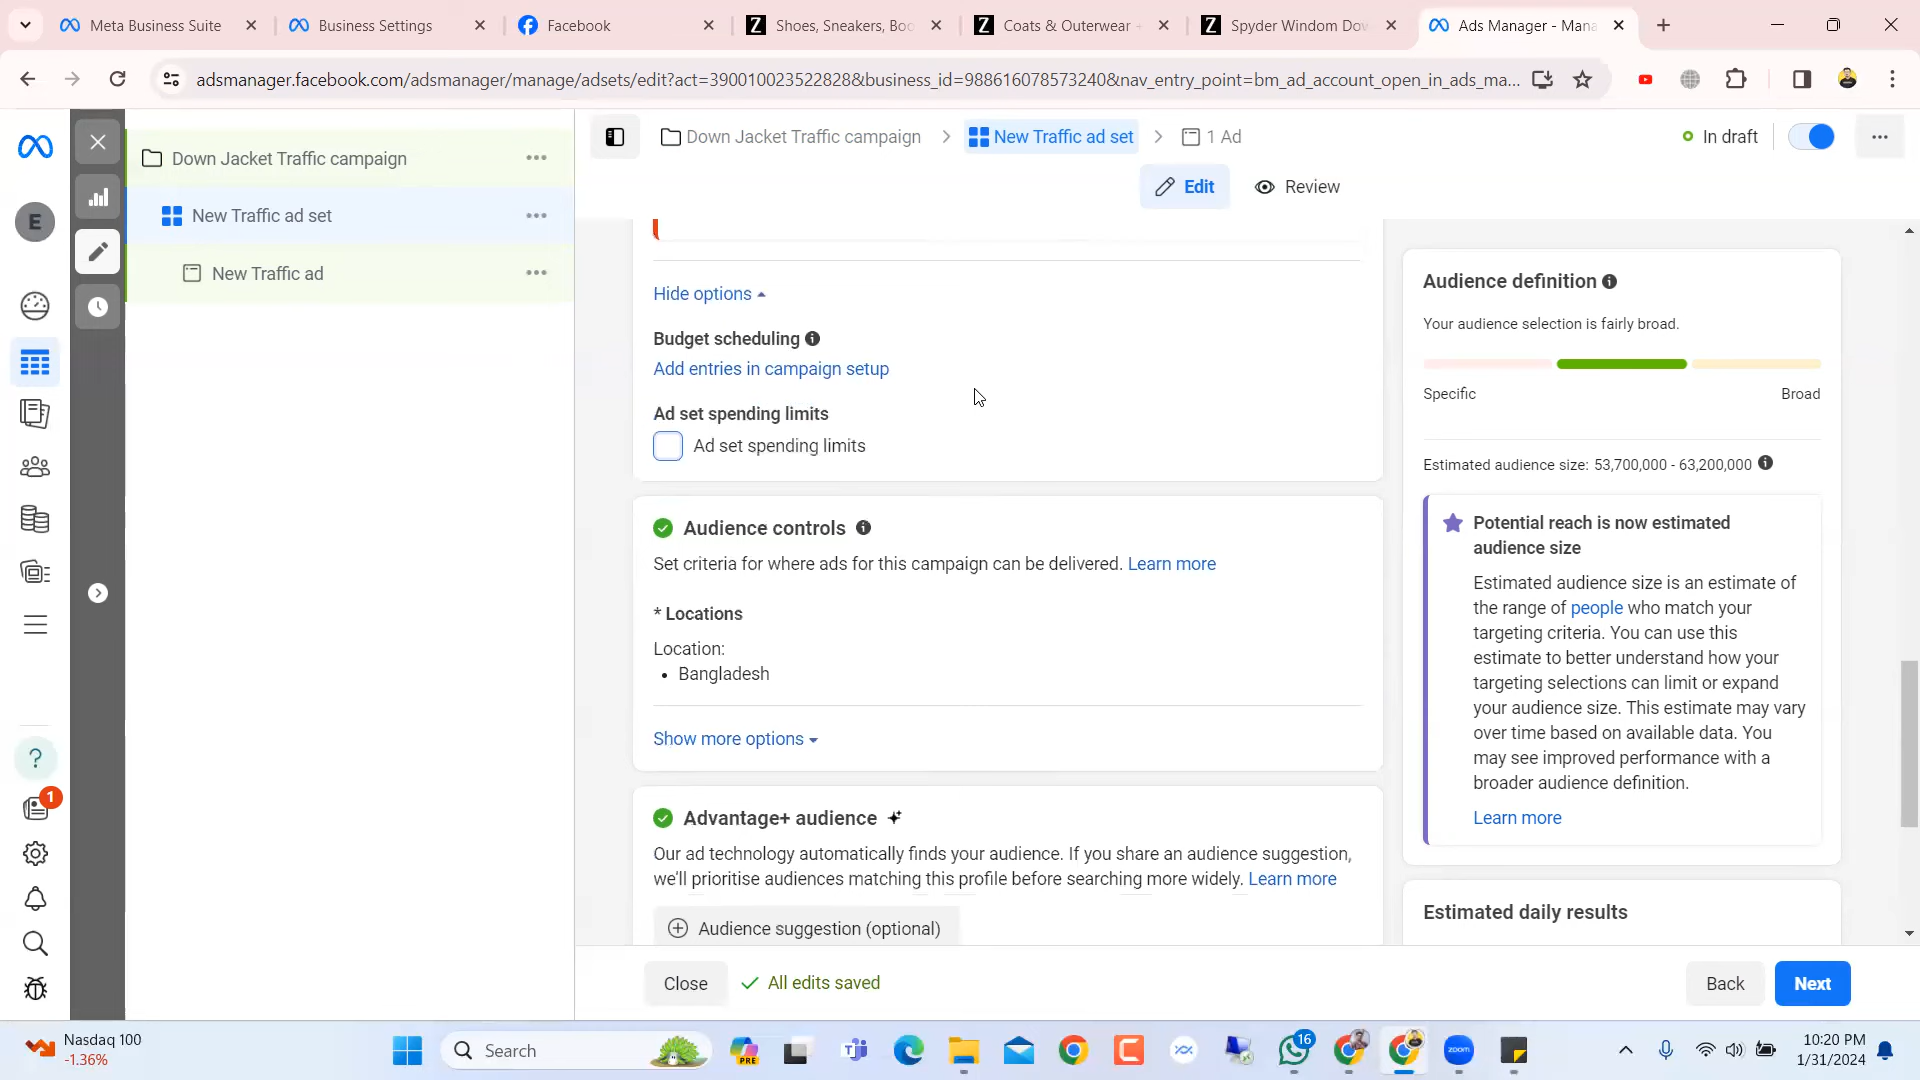 Meta Business Suite
Business Settings
Facebook
Shoes, Sneakers, Boo
Coats & Outerwear +
Spyder Windom Dow
Ads Manager - Mana
adsmanager.facebook.com/adsmanager/manage/adsets/edit?act=390010023522828&business_id=988616078573240&nav_entry_point=bm_ad_account_open_in_ads_ma...
E
Down Jacket Traffic campaign
New Traffic ad set
New Traffic ad
Down Jacket Traffic campaign
New Traffic ad set
1 Ad
In draft
Edit
Review
Hide options
Budget scheduling
Add entries in campaign setup
Ad set spending limits
Ad set spending limits
Audience controls
Set criteria for where ads for this campaign can be delivered. Learn more
* Locations
Location:
• Bangladesh
Show more options
Advantage+ audience
Our ad technology automatically finds your audience. If you share an audience suggestion,
we'll prioritise audiences matching this profile before searching more widely. Learn more
Audience suggestion (optional)
Audience definition
Your audience selection is fairly broad.
Specific
Broad
Estimated audience size: 53,700,000 - 63,200,000
Potential reach is now estimated
audience size
Estimated audience size is an estimate of
the range of people who match your
targeting criteria. You can use this
estimate to better understand how your
targeting selections can limit or expand
your audience size. This estimate may vary
over time based on available data. You
may see improved performance with a
broader audience definition.
Learn more
Estimated daily results
1
Close
All edits saved
Back
Next
Nasdaq 100
-1.36%
Search
PRE
16
zoom
10:20 PM
1/31/2024